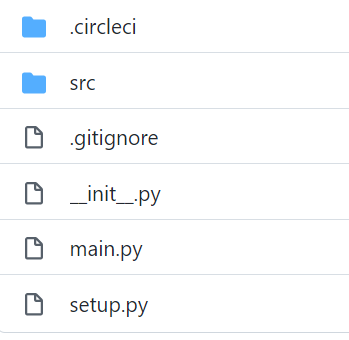 .circleci
src
.gitignore
__init__.py
main.py
setup.py